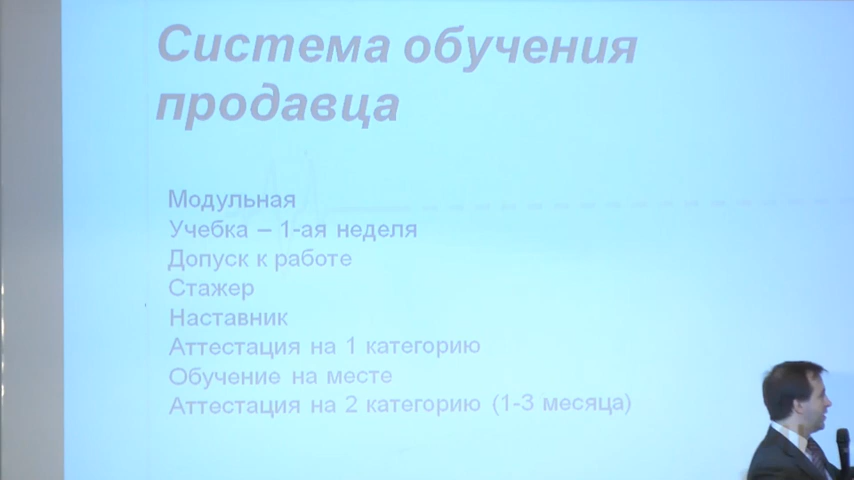 Система обучения
продавца
Модульная
Учебка – 1-ая неделя
Допуск к работе
Стажер
Наставник
Аттестация на 1 категорию
Обучение на месте
Аттестация на 2 категорию (1-3 месяца)